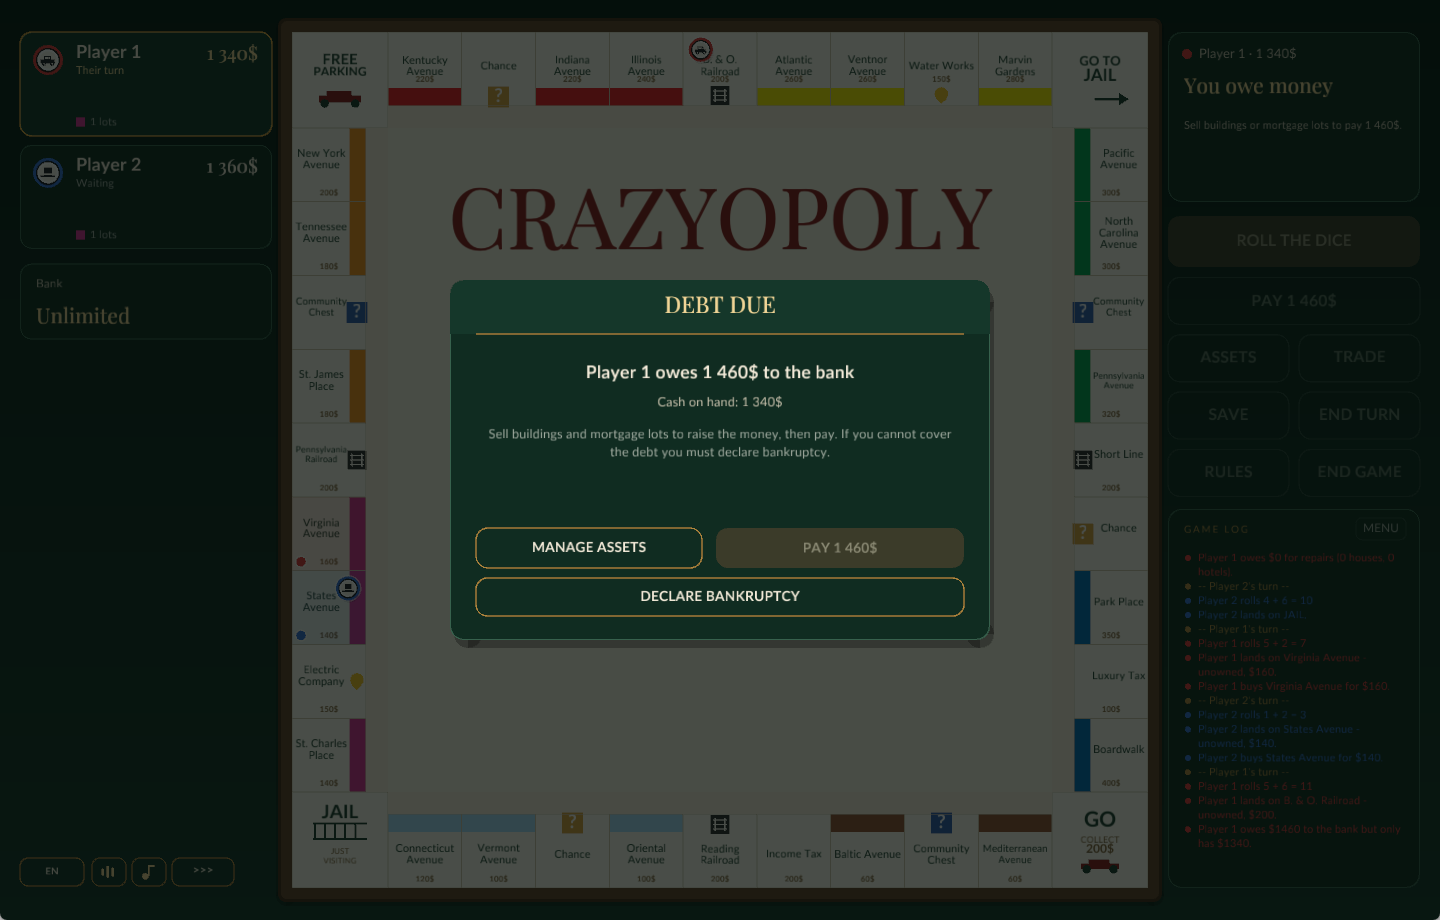 Player 1
1 340$
Their turn
1 lots
Player 2
1 360$
Waiting
1 lots
Bank
Unlimited
EN
>>>
FREE
PARKING
Kentucky
Avenue
220$
Chance
?
Indiana
Avenue
220$
Illinois
Avenue
240$
& O.
Railroad
200$
Atlantic
Avenue
260$
Ventnor
Avenue
260$
Water Works
150$
Marvin
Gardens
280$
GO TO
JAIL
New York
Avenue
200$
Tennessee
Avenue
180$
Community
Chest
?
St. James
Place
180$
Pennsylvania
Railroad
200$
Virginia
Avenue
160$
States
Avenue
140$
Electric
Company
150$
St. Charles
Place
140$
JAIL
JUST
VISITING
CRAZYOPOLY
DEBT DUE
Player 1 owes 1 460$ to the bank
Cash on hand: 1 340$
Sell buildings and mortgage lots to raise the money, then pay. If you cannot cover
the debt you must declare bankruptcy.
MANAGE ASSETS
PAY 1 460$
DECLARE BANKRUPTCY
Pacific
Avenue
300$
North
Carolina
Avenue
300$
Community
Chest
?
Pennsylvania
Avenue
320$
Short Line
200$
Chance
?
Park Place
350$
Luxury Tax
100$
Boardwalk
400$
Connecticut
Avenue
120$
Vermont
Avenue
100$
?
Chance
Oriental
Avenue
100$
Reading
Railroad
200$
Income Tax
200$
Baltic Avenue
60$
?
Community
Chest
Mediterranean
Avenue
60$
GO
COLLECT
200$
Player 1 · 1 340$
You owe money
Sell buildings or mortgage lots to pay 1 460$.
ROLL THE DICE
PAY 1 460$
ASSETS
TRADE
SAVE
END TURN
RULES
END GAME
GAME LOG
MENU
Player 1 owes $0 for repairs (0 houses, 0
hotels).
-- Player 2's turn --
Player 2 rolls 4 + 6 = 10
Player 2 lands on JAIL.
-- Player 1's turn --
Player 1 rolls 5 + 2 = 7
Player 1 lands on Virginia Avenue -
unowned, $160.
Player 1 buys Virginia Avenue for $160.
-- Player 2's turn --
Player 2 rolls 1 + 2 = 3
Player 2 lands on States Avenue -
unowned, $140.
Player 2 buys States Avenue for $140.
-- Player 1's turn --
Player 1 rolls 5 + 6 = 11
Player 1 lands on B. & O. Railroad -
unowned, $200.
Player 1 owes $1460 to the bank but only
has $1340.